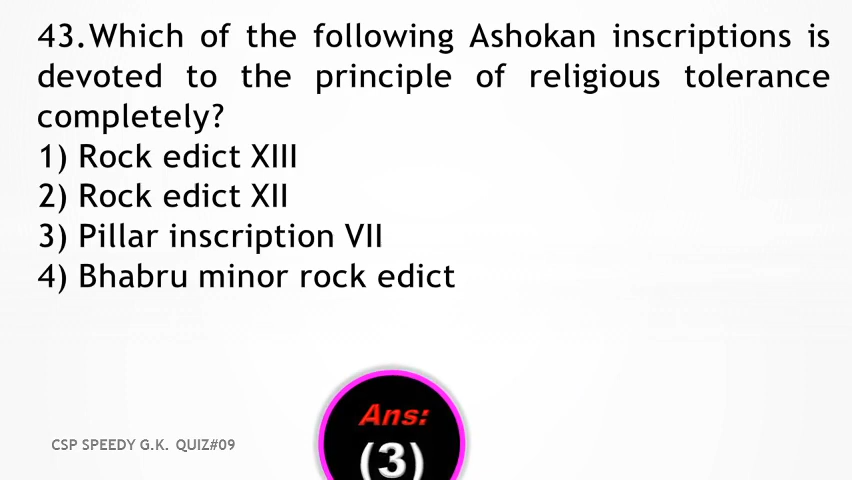 43.Which of the following Ashokan inscriptions is
devoted to the principle of religious tolerance
completely?
1) Rock edict XIII
2) Rock edict XII
3) Pillar inscription VII
4) Bhabru minor rock edict
Ans:
(3)
CSP SPEEDY G.K. QUIZ#09